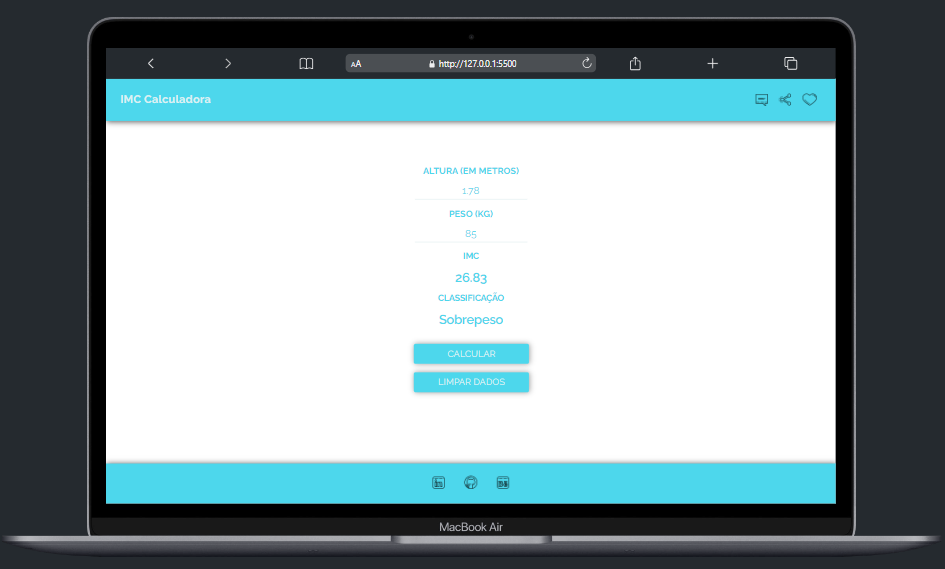 AA
http://127.0.0.1:5500
IMC Calculadora
ALTURA (EM METROS)
1.78
PESO (KG)
85
IMC
26.83
CLASSIFICAÇÃO
Sobrepeso
CALCULAR
LIMPAR DADOS
MacBook Air